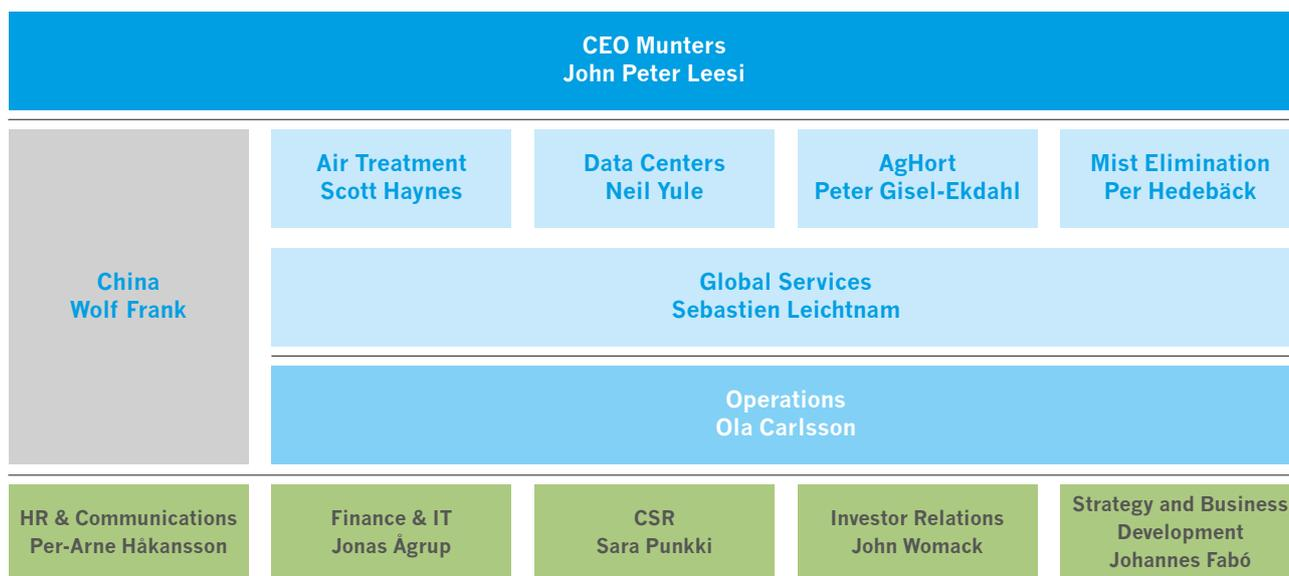 CEO Munters
John Peter Leesi
Air Treatment
Scott Haynes
Data Centers
Neil Yule
AgHort
Peter Gisel-Ekdahl
Mist Elimination
Per Hedebäck
China
Wolf Frank
Global Services
Sebastien Leichtnam
Operations
Ola Carlsson
HR & Communications
Per-Arne Håkansson
Finance & IT
Jonas Ågrup
CSR
Sara Punkki
Investor Relations
John Womack
Strategy and Business
Development
Johannes Fabó